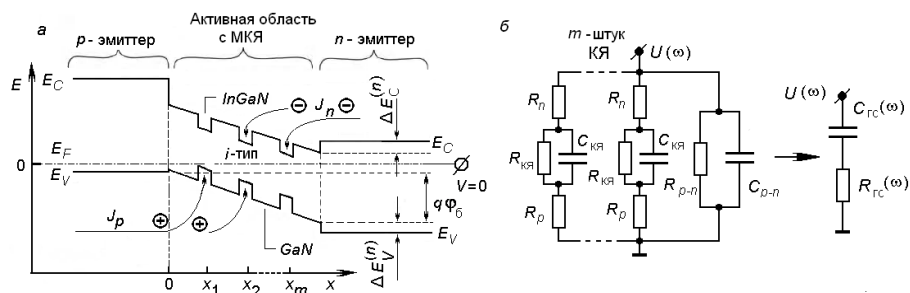 а
Активная область
с МКЯ
p - эмиттер
n - эмиттер
E
E_C
InGaN
J_n
ΔE_C^(n)
E_C
i-тип
E_F
0
V=0
E_V
qφ_б
J_p
GaN
E_V
ΔE_V^(n)
0
x_1
x_2
x_m
x
б
m - штук
КЯ
U(ω)
R_n
R_n
C_КЯ
C_КЯ
R_КЯ
R_КЯ
R_p-n
C_p-n
R_p
R_p
U(ω)
C_ГС(ω)
R_ГС(ω)